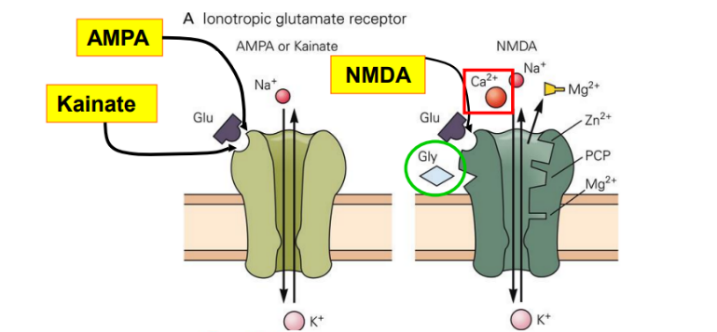 A Ionotropic glutamate receptor
AMPA
AMPA or Kainate
NMDA
Kainate
Na⁺
Glu
K⁺
NMDA
Ca²⁺
Na⁺
Mg²⁺
Glu
Zn²⁺
Gly
PCP
Mg²⁺
K⁺